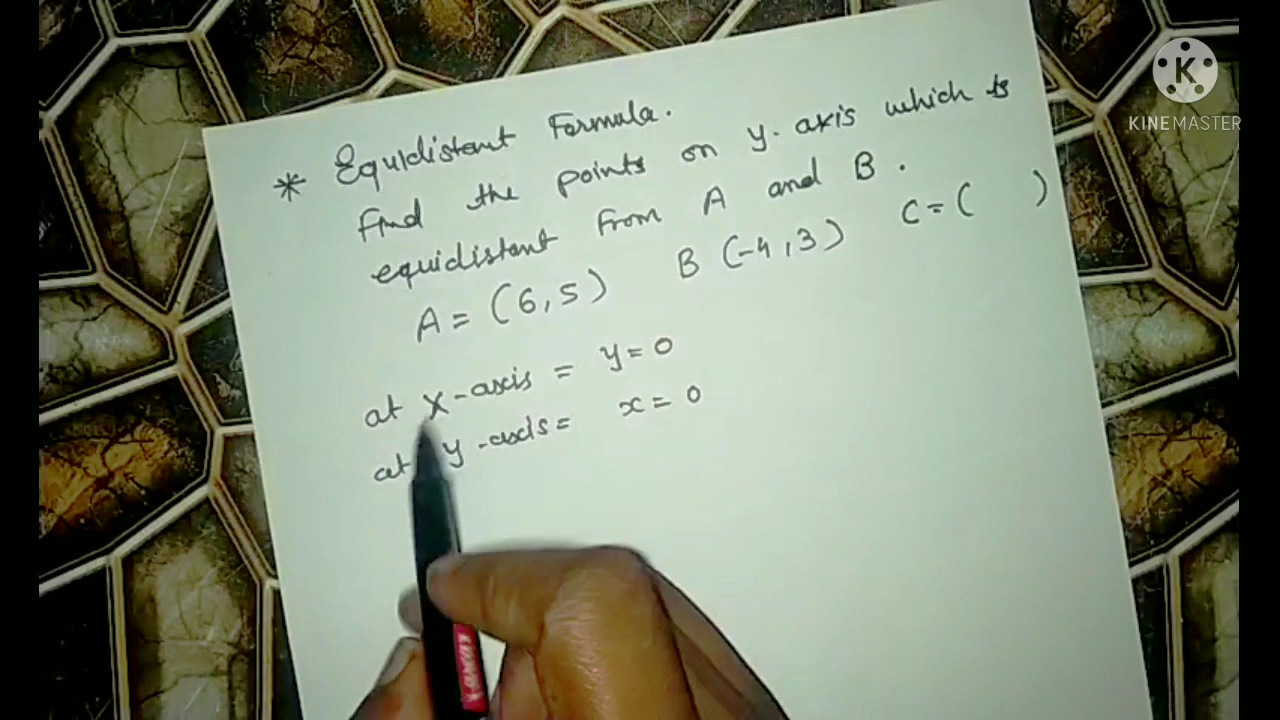 * Equidistant Formula.
Find the points on y-axis which is
equidistant from A and B.
A = (6,5) B (-4,3) C = ( )
at X-axis = y = 0
at y-axis = x = 0
K
KINEMASTER